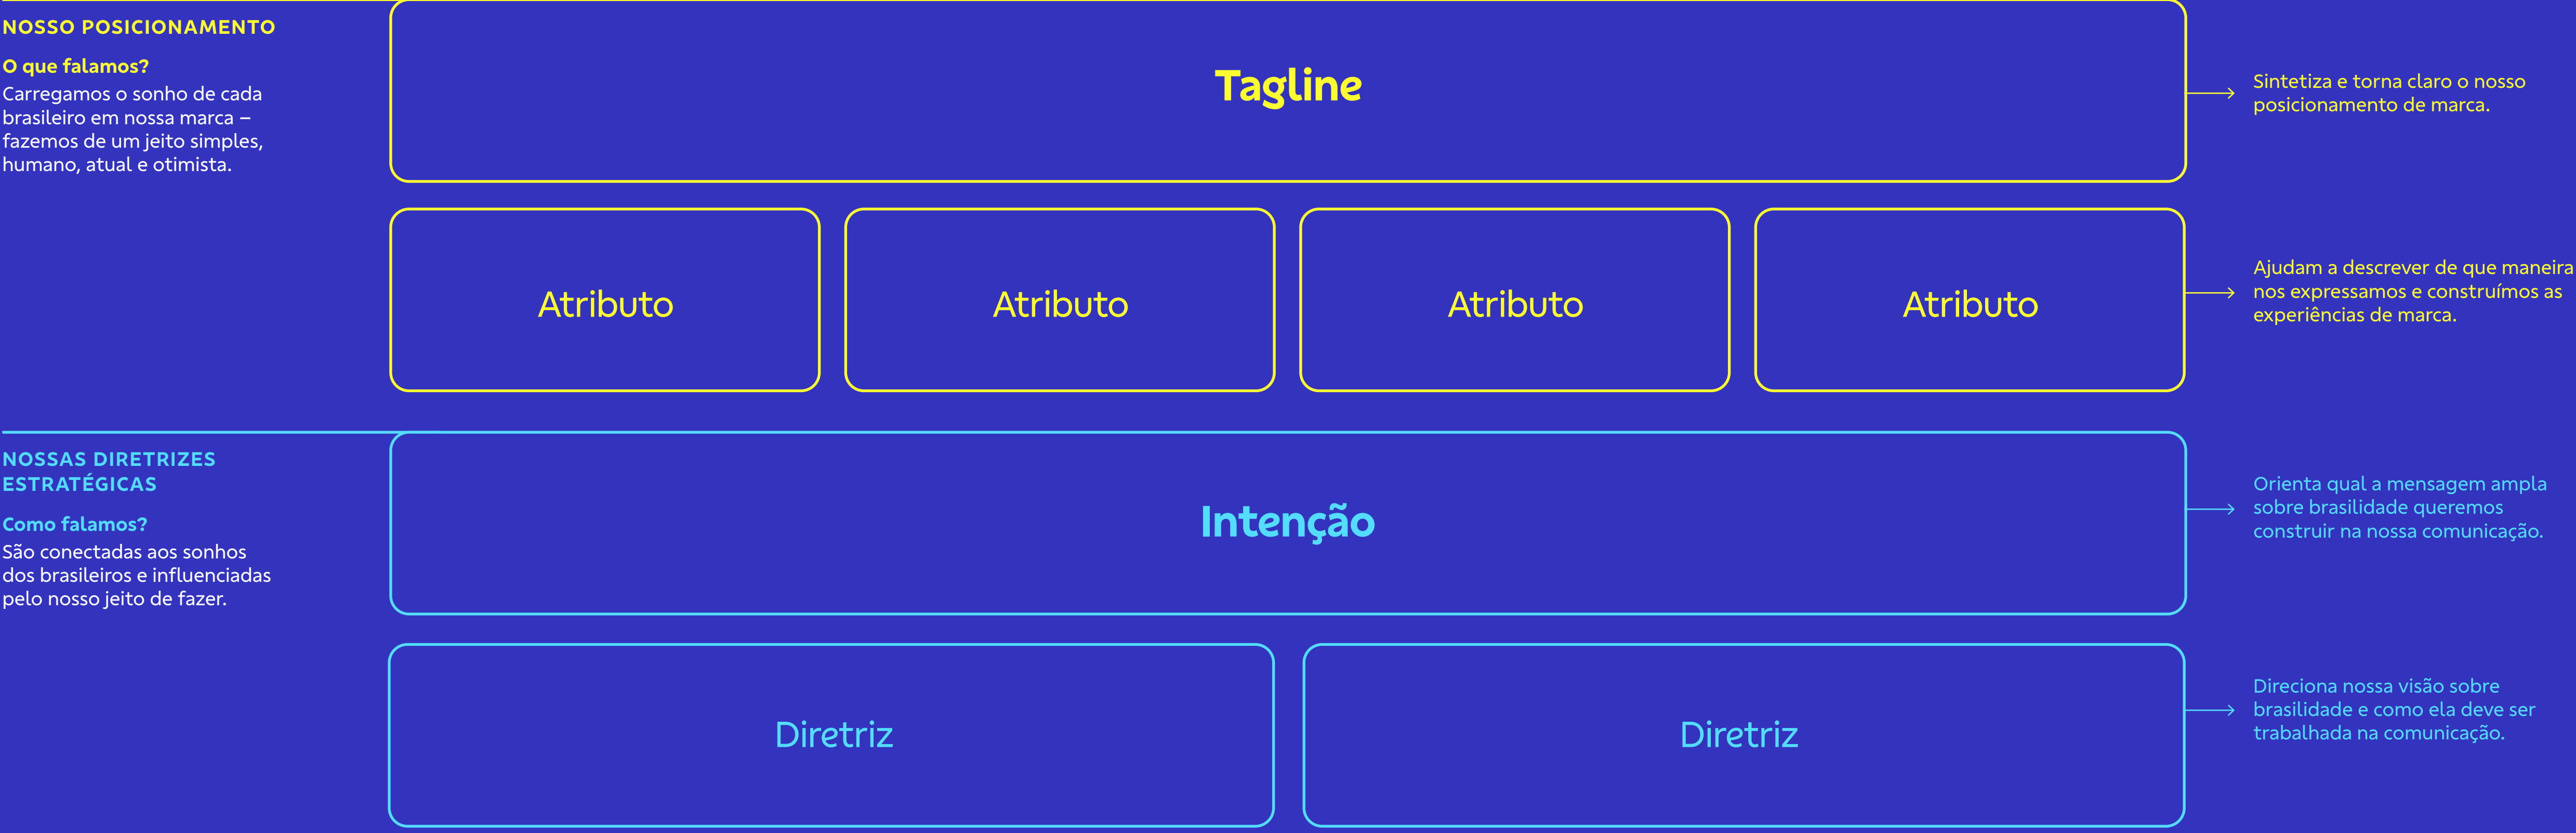 NOSSO POSICIONAMENTO
O que falamos?
Carregamos o sonho de cada
brasileiro em nossa marca –
fazemos de um jeito simples,
humano, atual e otimista.
Tagline
Sintetiza e torna claro o nosso
posicionamento de marca.
Atributo
Atributo
Atributo
Atributo
Ajudam a descrever de que maneira
nos expressamos e construímos as
experiências de marca.
NOSSAS DIRETRIZES
ESTRATÉGICAS
Como falamos?
São conectadas aos sonhos
dos brasileiros e influenciadas
pelo nosso jeito de fazer.
Intenção
Orienta qual a mensagem ampla
sobre brasilidade queremos
construir na nossa comunicação.
Diretriz
Diretriz
Direciona nossa visão sobre
brasilidade e como ela deve ser
trabalhada na comunicação.